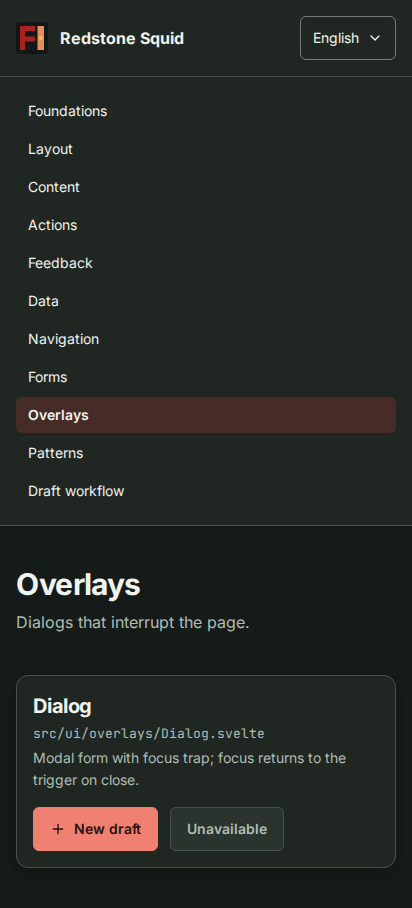 FI Redstone Squid
English
Foundations
Layout
Content
Actions
Feedback
Data
Navigation
Forms
Overlays
Patterns
Draft workflow
Overlays
Dialogs that interrupt the page.
Dialog
src/ui/overlays/Dialog.svelte
Modal form with focus trap; focus returns to the
trigger on close.
+ New draft
Unavailable